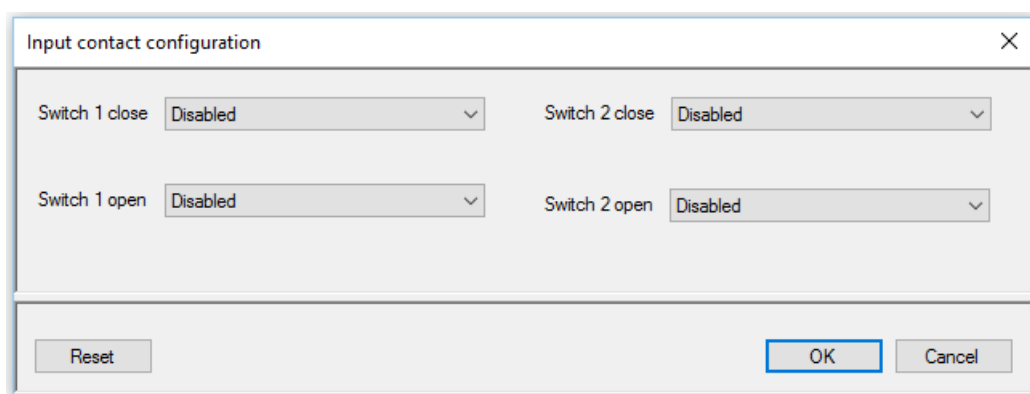 Input contact configuration
Switch 1 close Disabled Switch 2 close Disabled
Switch 1 open Disabled Switch 2 open Disabled
Reset OK Cancel